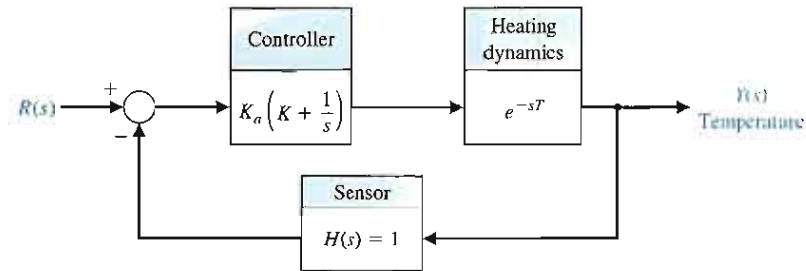 Controller
Heating
dynamics
R(s)
+
−
K_a (K + 1/s)
e^{-sT}
Y(s)
Temperature
Sensor
H(s) = 1